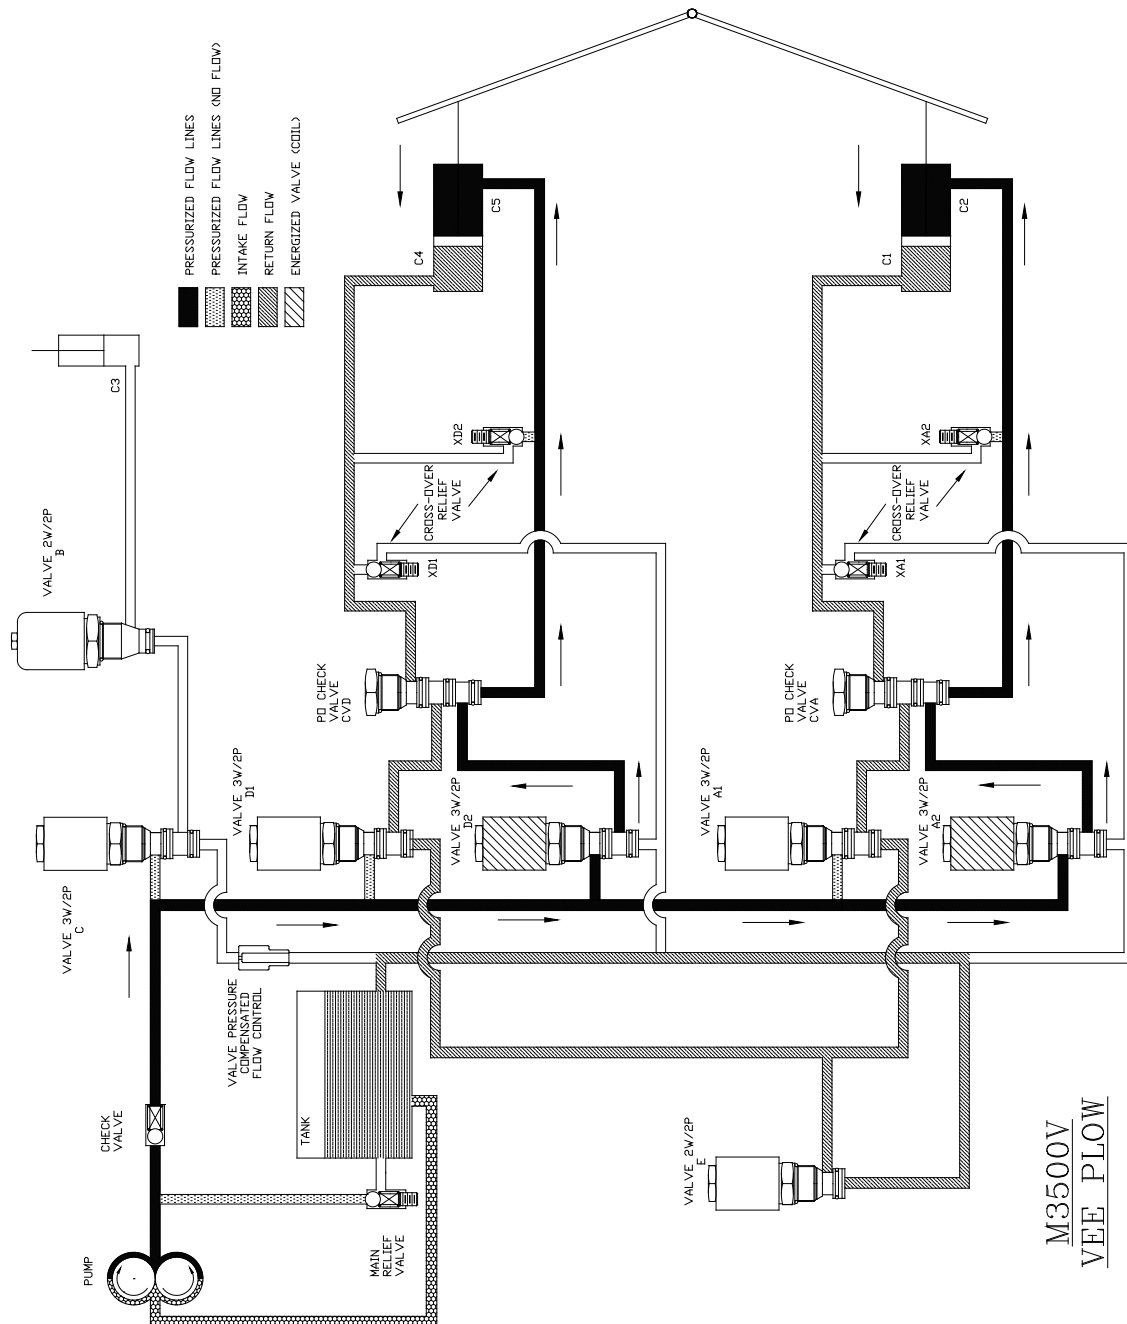 PRESSURIZED FLOW LINES
PRESSURIZED FLOW LINES (NO FLOW)
INTAKE FLOW
RETURN FLOW
ENERGIZED VALVE (COIL)
PUMP
CHECK
VALVE
MAIN
RELIEF
VALVE
TANK
VALVE PRESSURE
COMPENSATED
FLOW CONTROL
VALVE 3W/2P
C
VALVE 2W/2P
B
C3
VALVE 3W/2P
D1
VALVE 3W/2P
D2
PO CHECK
VALVE
CVD
XD1
CROSS-OVER
RELIEF
VALVE
XD2
C4
C5
VALVE 3W/2P
A1
VALVE 3W/2P
A2
PO CHECK
VALVE
CVA
XA1
CROSS-OVER
RELIEF
VALVE
XA2
C1
C2
VALVE 2W/2P
E
M3500V
VEE PLOW